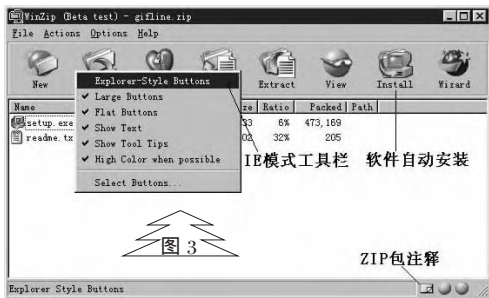 WinZip (Beta test) - gifline.zip
File Actions Options Help
New Extract View Install Wizard
Explorer-Style Buttons
Large Buttons
Flat Buttons
Show Text
Show Tool Tips
High Color when possible
Select Buttons...
Name ze Ratio Packed Path
setup.exe 33 6% 473,169
readme.tx 02 32% 205
IE模式工具栏 软件自动安装
图 3
ZIP包注释
Explorer Style Buttons